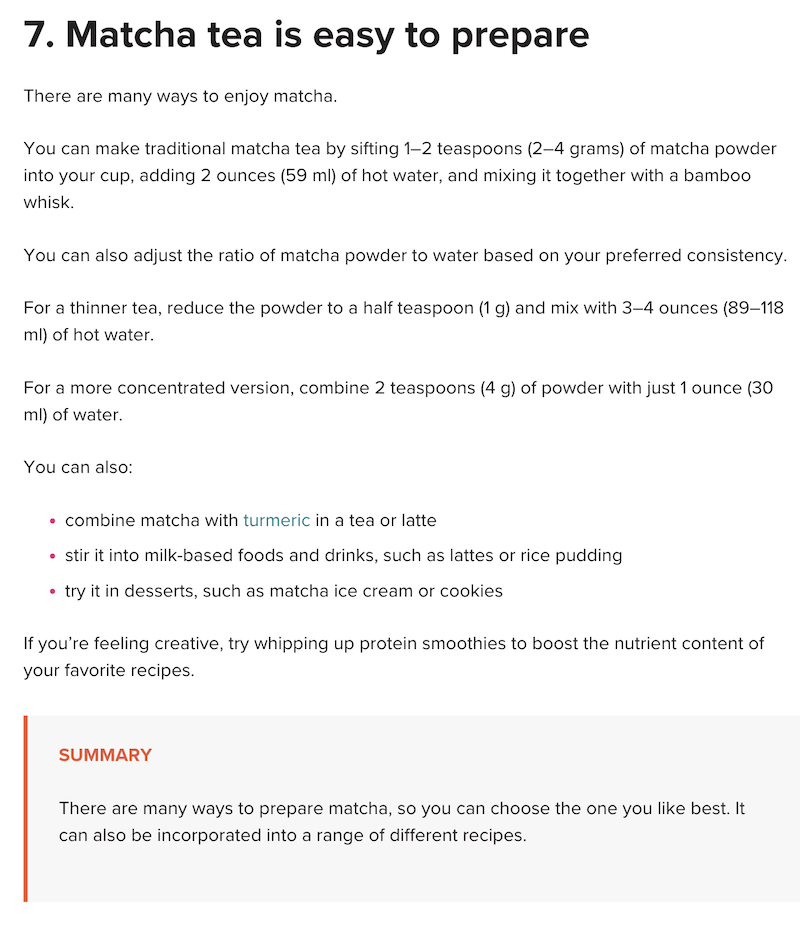 7. Matcha tea is easy to prepare
There are many ways to enjoy matcha.
You can make traditional matcha tea by sifting 1–2 teaspoons (2–4 grams) of matcha powder
into your cup, adding 2 ounces (59 ml) of hot water, and mixing it together with a bamboo
whisk.
You can also adjust the ratio of matcha powder to water based on your preferred consistency.
For a thinner tea, reduce the powder to a half teaspoon (1 g) and mix with 3–4 ounces (89–118
ml) of hot water.
For a more concentrated version, combine 2 teaspoons (4 g) of powder with just 1 ounce (30
ml) of water.
You can also:
• combine matcha with turmeric in a tea or latte
• stir it into milk-based foods and drinks, such as lattes or rice pudding
• try it in desserts, such as matcha ice cream or cookies
If you’re feeling creative, try whipping up protein smoothies to boost the nutrient content of
your favorite recipes.
SUMMARY
There are many ways to prepare matcha, so you can choose the one you like best. It
can also be incorporated into a range of different recipes.